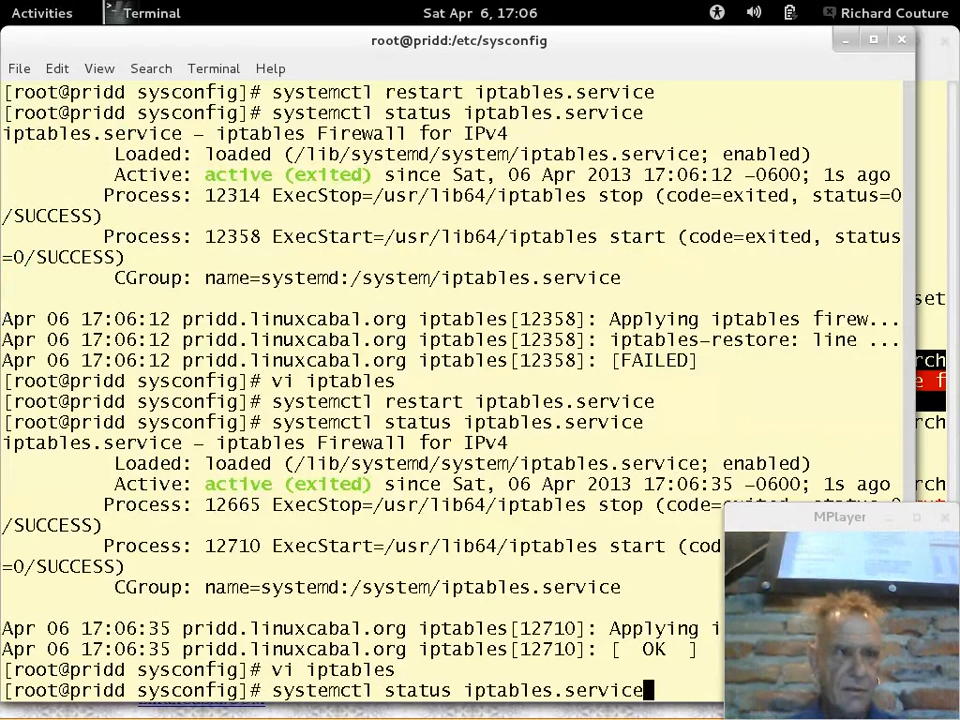 Activities Terminal Sat Apr 6, 17:06 Richard Couture
root@pridd:/etc/sysconfig
File Edit View Search Terminal Help
[root@pridd sysconfig]# systemctl restart iptables.service
[root@pridd sysconfig]# systemctl status iptables.service
iptables.service - iptables Firewall for IPv4
Loaded: loaded (/lib/systemd/system/iptables.service; enabled)
Active: active (exited) since Sat, 06 Apr 2013 17:06:12 -0600; 1s ago
Process: 12314 ExecStop=/usr/lib64/iptables stop (code=exited, status=0
/SUCCESS)
Process: 12358 ExecStart=/usr/lib64/iptables start (code=exited, status
=0/SUCCESS)
CGroup: name=systemd:/system/iptables.service
set
Apr 06 17:06:12 pridd.linuxcabal.org iptables[12358]: Applying iptables firew...
Apr 06 17:06:12 pridd.linuxcabal.org iptables[12358]: iptables-restore: line ...
Apr 06 17:06:12 pridd.linuxcabal.org iptables[12358]: [FAILED]
rch
[root@pridd sysconfig]# vi iptables
e f
[root@pridd sysconfig]# systemctl restart iptables.service
[root@pridd sysconfig]# systemctl status iptables.service
rch
iptables.service - iptables Firewall for IPv4
Loaded: loaded (/lib/systemd/system/iptables.service; enabled)
Active: active (exited) since Sat, 06 Apr 2013 17:06:35 -0600; 1s ago
rch
Process: 12665 ExecStop=/usr/lib64/iptables stop (code=exited, status=0
/SUCCESS)
MPlayer
Process: 12710 ExecStart=/usr/lib64/iptables start (cod
=0/SUCCESS)
CGroup: name=systemd:/system/iptables.service
Apr 06 17:06:35 pridd.linuxcabal.org iptables[12710]: Applying i
Apr 06 17:06:35 pridd.linuxcabal.org iptables[12710]: [ OK ]
[root@pridd sysconfig]# vi iptables
[root@pridd sysconfig]# systemctl status iptables.service